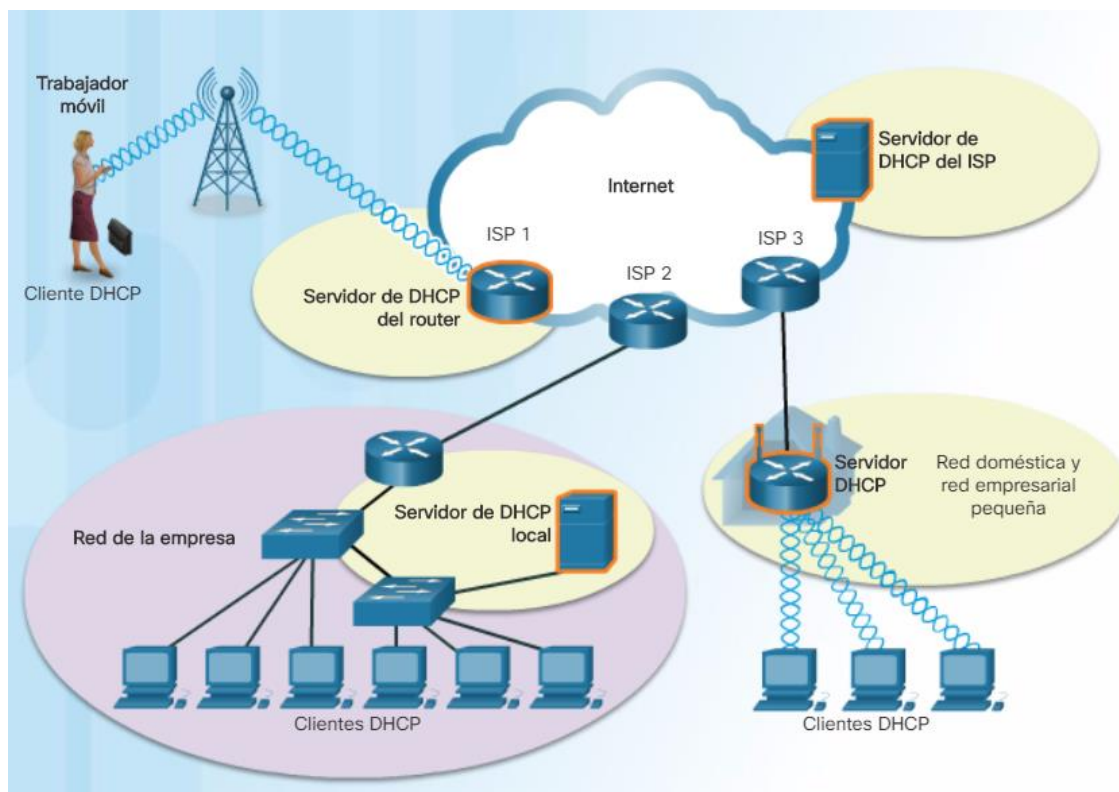 Trabajador
móvil
Cliente DHCP
Internet
Servidor de
DHCP del ISP
ISP 1
ISP 2
ISP 3
Servidor de DHCP
del router
Red de la empresa
Servidor de DHCP
local
Clientes DHCP
Servidor
DHCP
Red doméstica y
red empresarial
pequeña
Clientes DHCP